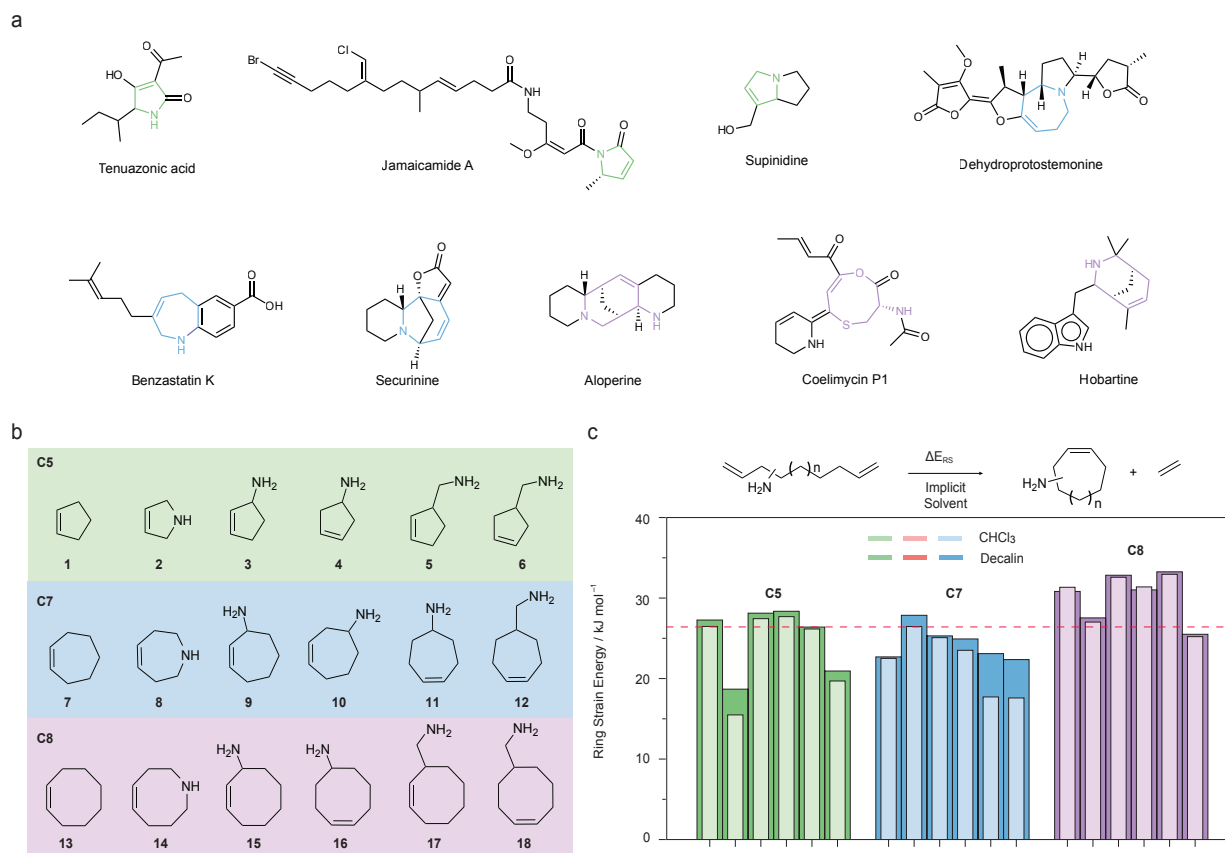 a
Br
Cl
HO
O
O
N
H
Tenuazonic acid
O
NH
O
O
O
N
Jamaicamide A
N
HO
Supinidine
O
O
O
O
H
H
N
H
O
O
Dehydroprotostemonine
O
OH
N
H
Benzastatin K
O
O
H
N
H
Securinine
H
N
H
N
H
Aloperine
O
O
O
S
NH
HN
O
Coelimycin P1
HN
NH
Hobartine
b
C5
NH
NH2
NH2
NH2
NH2
1 2 3 4 5 6
C7
NH
H2N
NH2
NH2
NH2
7 8 9 10 11 12
C8
NH
H2N
H2N
NH2
NH2
13 14 15 16 17 18
c
H2N
( )n
ΔERS
Implicit
Solvent
H2N
( )n
+
CHCl3
Decalin
C5
C7
C8
Ring Strain Energy / kJ mol⁻¹
40
30
20
10
0